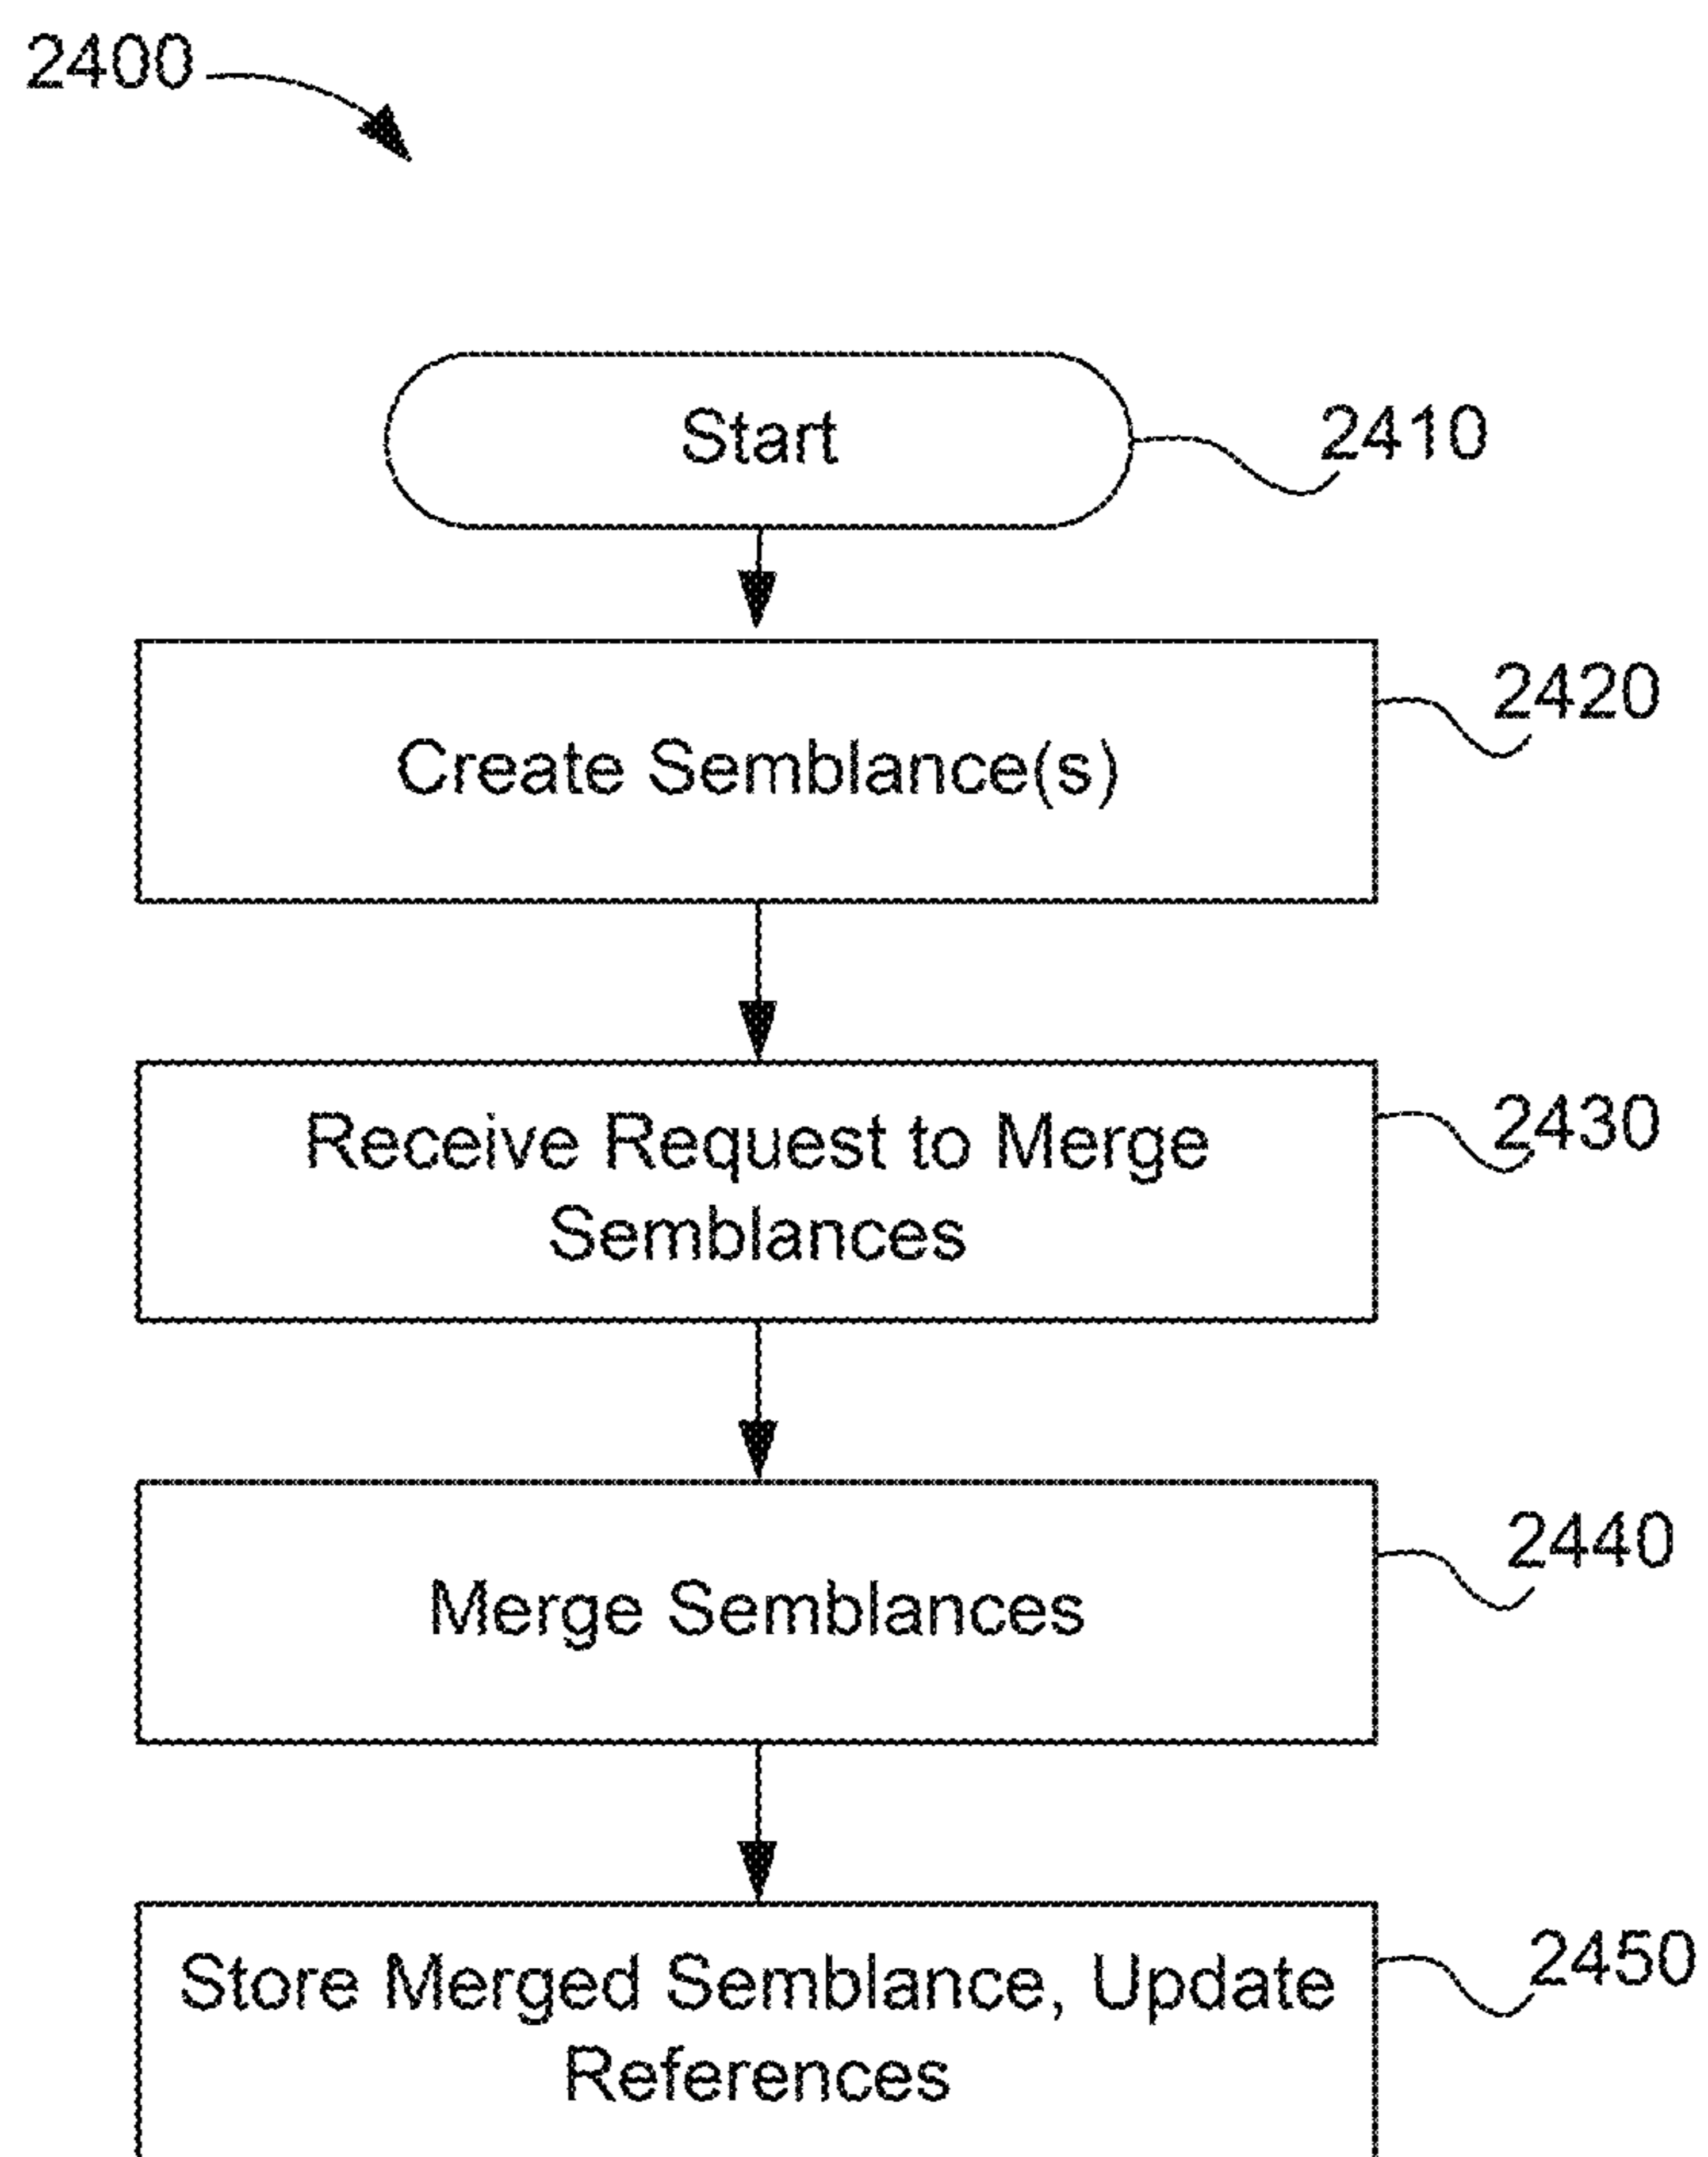 2400
Start
2410
Create Semblance(s)
2420
Receive Request to Merge
Semblances
2430
Merge Semblances
2440
Store Merged Semblance, Update
References
2450